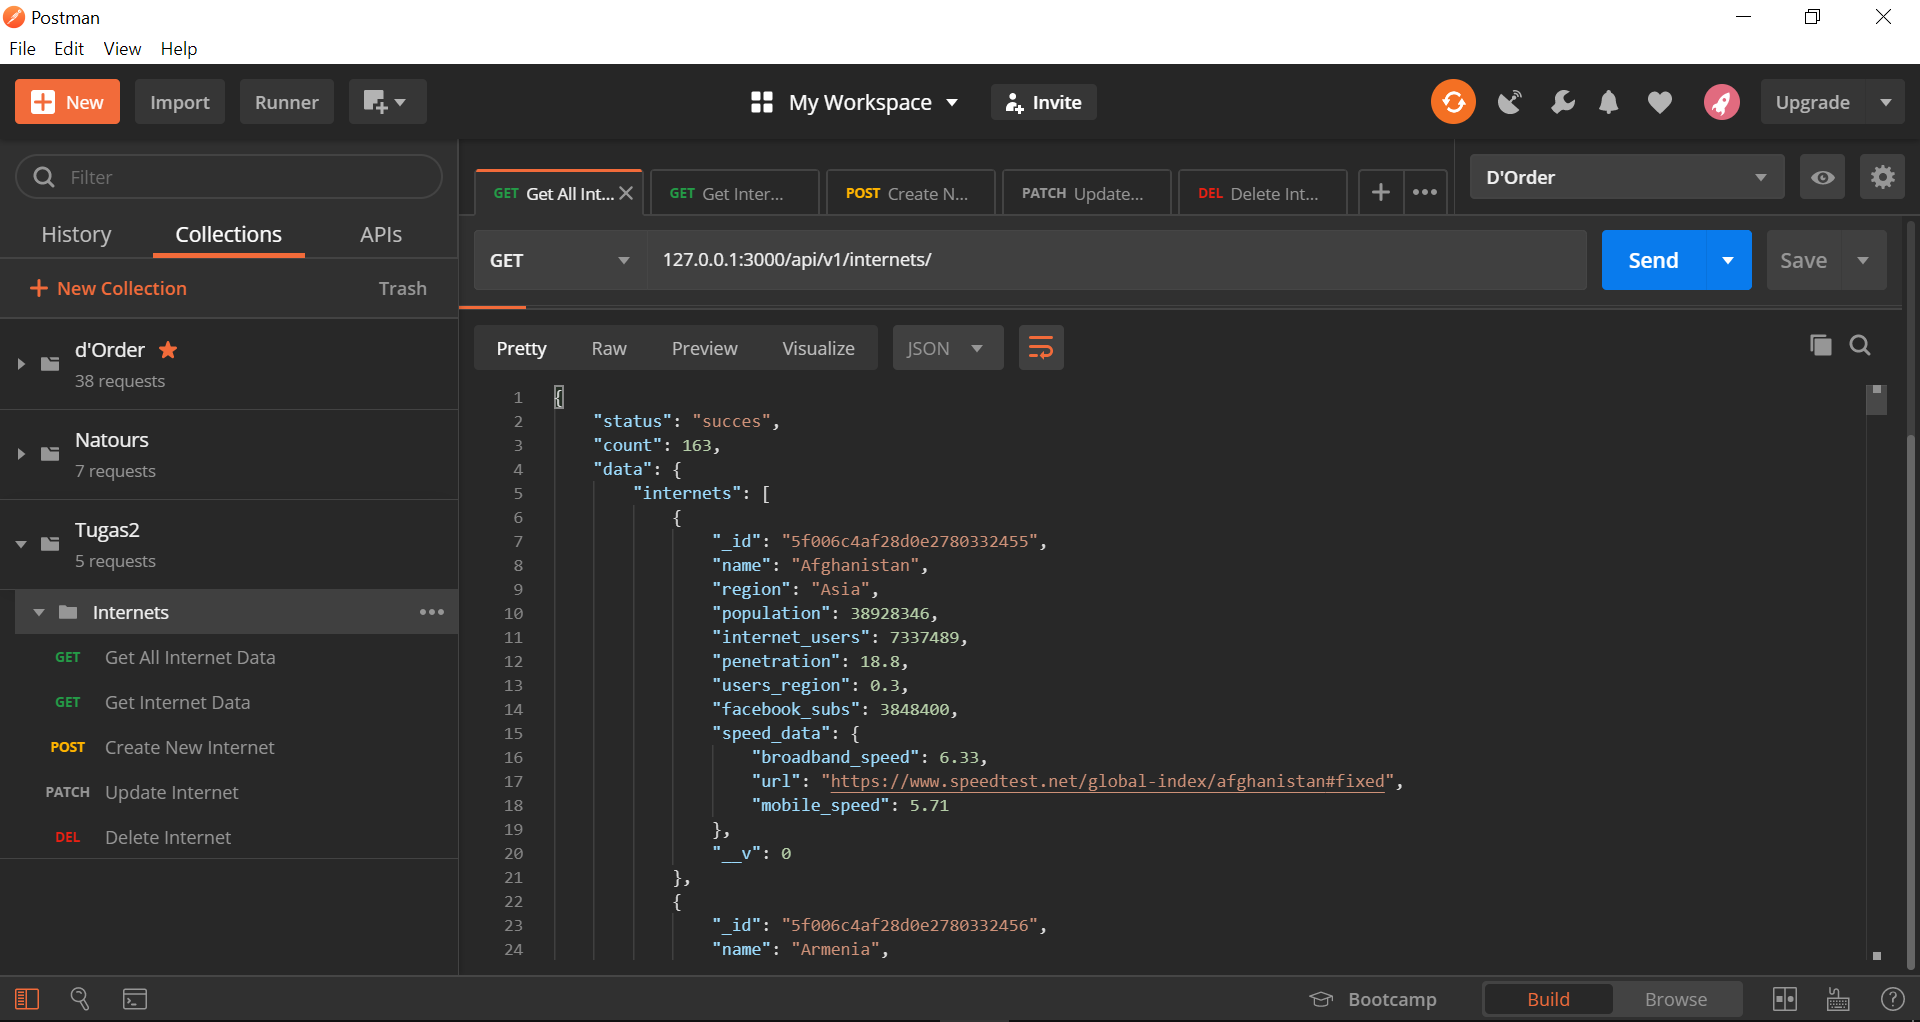 Postman
File Edit View Help
New Import Runner My Workspace Invite Upgrade
Filter
History Collections APIs
+ New Collection Trash
d'Order
38 requests
Natours
7 requests
Tugas2
5 requests
Internets
GET Get All Internet Data
GET Get Internet Data
POST Create New Internet
PATCH Update Internet
DEL Delete Internet
GET Get All Int... GET Get Inter... POST Create N... PATCH Update... DEL Delete Int... D'Order
GET 127.0.0.1:3000/api/v1/internets/ Send Save
Pretty Raw Preview Visualize JSON
1 {
2 "status": "succes",
3 "count": 163,
4 "data": {
5 "internets": [
6 {
7 "_id": "5f006c4af28d0e2780332455",
8 "name": "Afghanistan",
9 "region": "Asia",
10 "population": 38928346,
11 "internet_users": 7337489,
12 "penetration": 18.8,
13 "users_region": 0.3,
14 "facebook_subs": 3848400,
15 "speed_data": {
16 "broadband_speed": 6.33,
17 "url": "https://www.speedtest.net/global-index/afghanistan#fixed",
18 "mobile_speed": 5.71
19 },
20 "__v": 0
21 },
22 {
23 "_id": "5f006c4af28d0e2780332456",
24 "name": "Armenia",
Bootcamp Build Browse